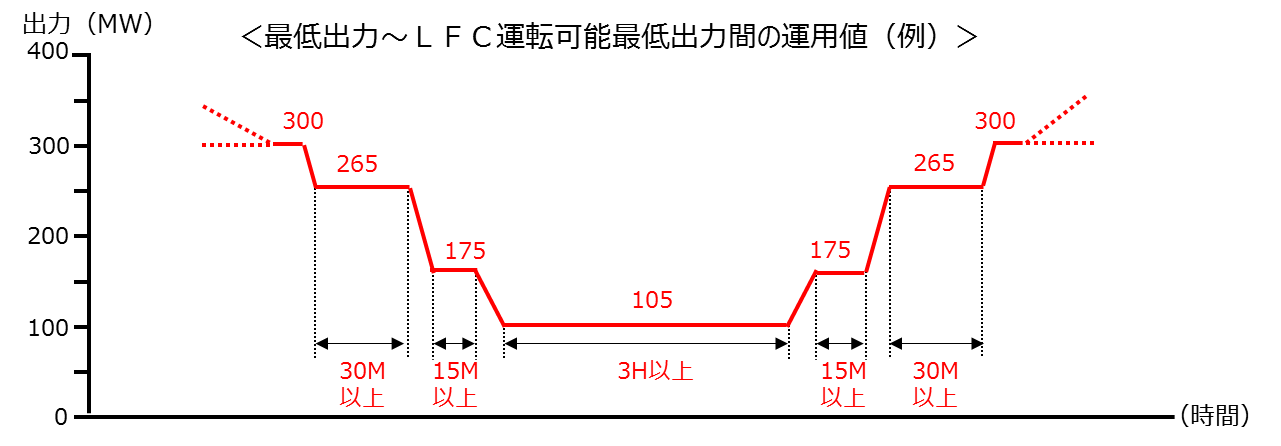 出力（MW）
＜最低出力～ＬＦＣ運転可能最低出力間の運用値（例）＞
400
300
200
100
0
300
265
175
105
175
265
300
30M
以上
15M
以上
3H以上
15M
以上
30M
以上
(時間)